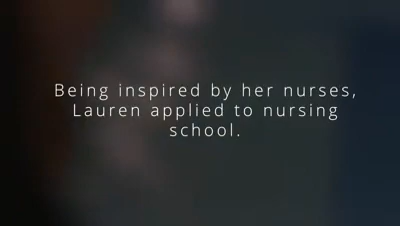 Being inspired by her nurses,
Lauren applied to nursing
school.